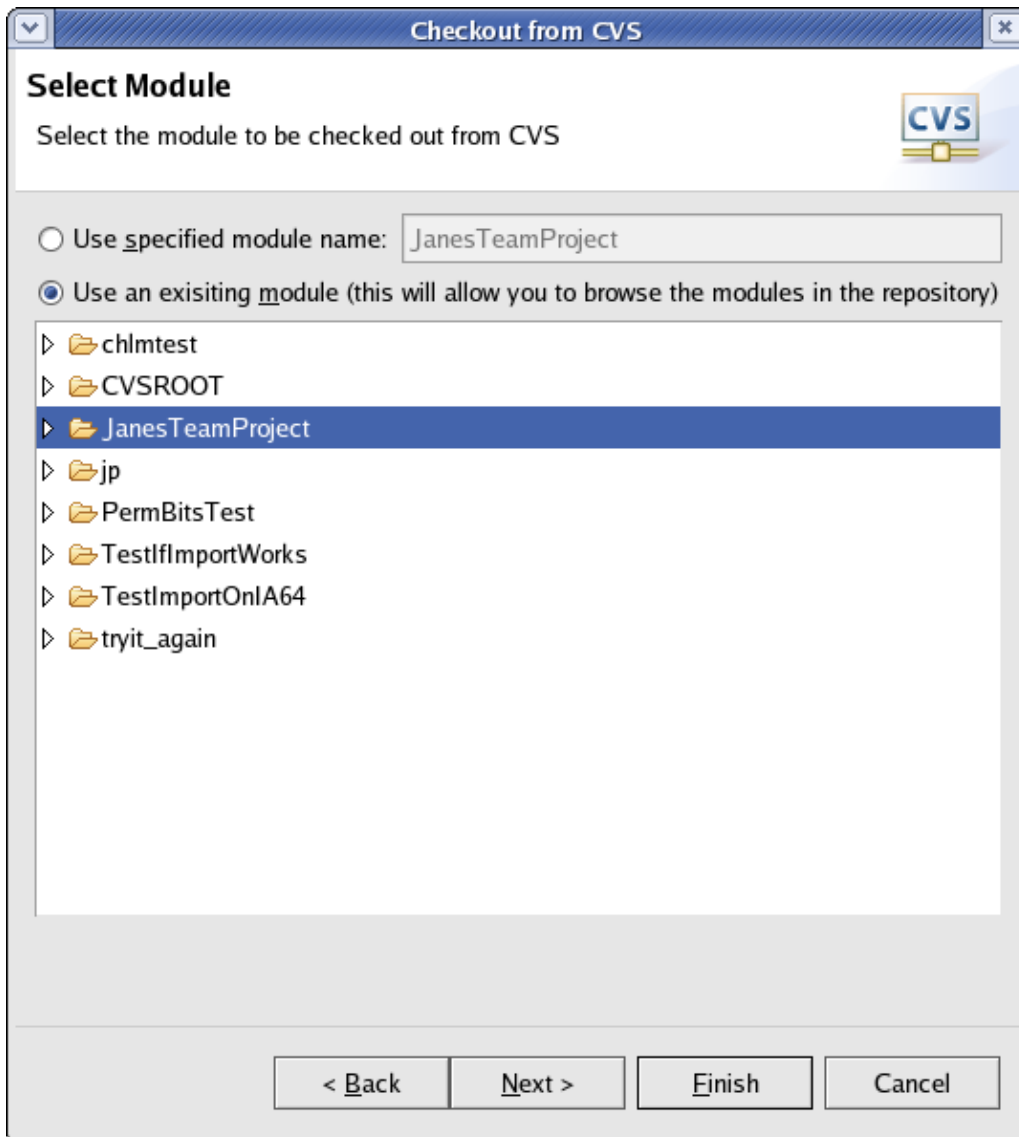 Checkout from CVS
Select Module
Select the module to be checked out from CVS
CVS
Use specified module name: JanesTeamProject
Use an exisiting module (this will allow you to browse the modules in the repository)
chlmtest
CVSROOT
JanesTeamProject
jp
PermBitsTest
TestIfImportWorks
TestImportOnIA64
tryit_again
< Back Next > Finish Cancel